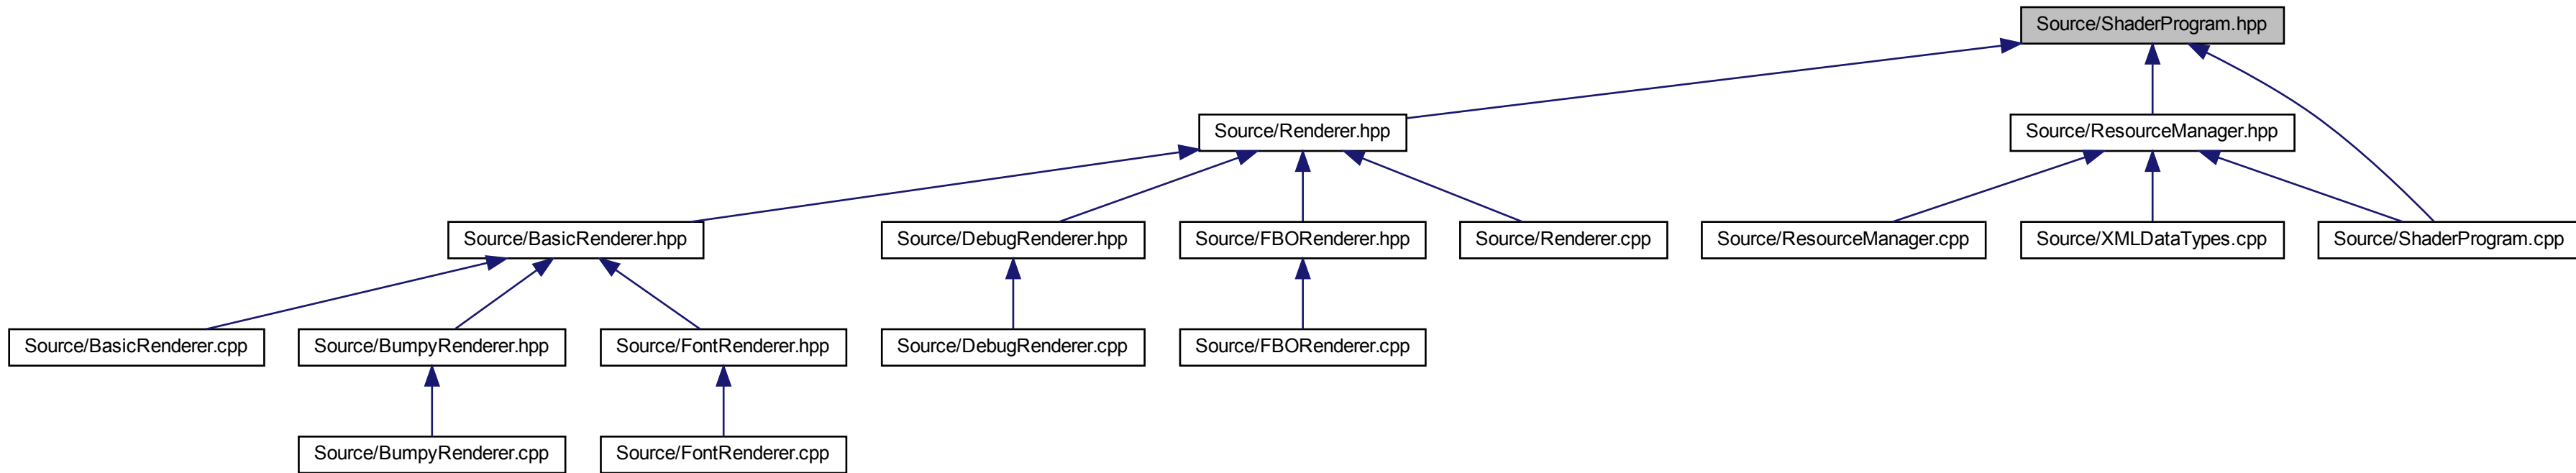 Source/ShaderProgram.hpp
Source/Renderer.hpp
Source/ResourceManager.hpp
Source/BasicRenderer.hpp
Source/DebugRenderer.hpp
Source/FBORenderer.hpp
Source/Renderer.cpp
Source/ResourceManager.cpp
Source/XMLDataTypes.cpp
Source/ShaderProgram.cpp
Source/BasicRenderer.cpp
Source/BumpyRenderer.hpp
Source/FontRenderer.hpp
Source/DebugRenderer.cpp
Source/FBORenderer.cpp
Source/BumpyRenderer.cpp
Source/FontRenderer.cpp